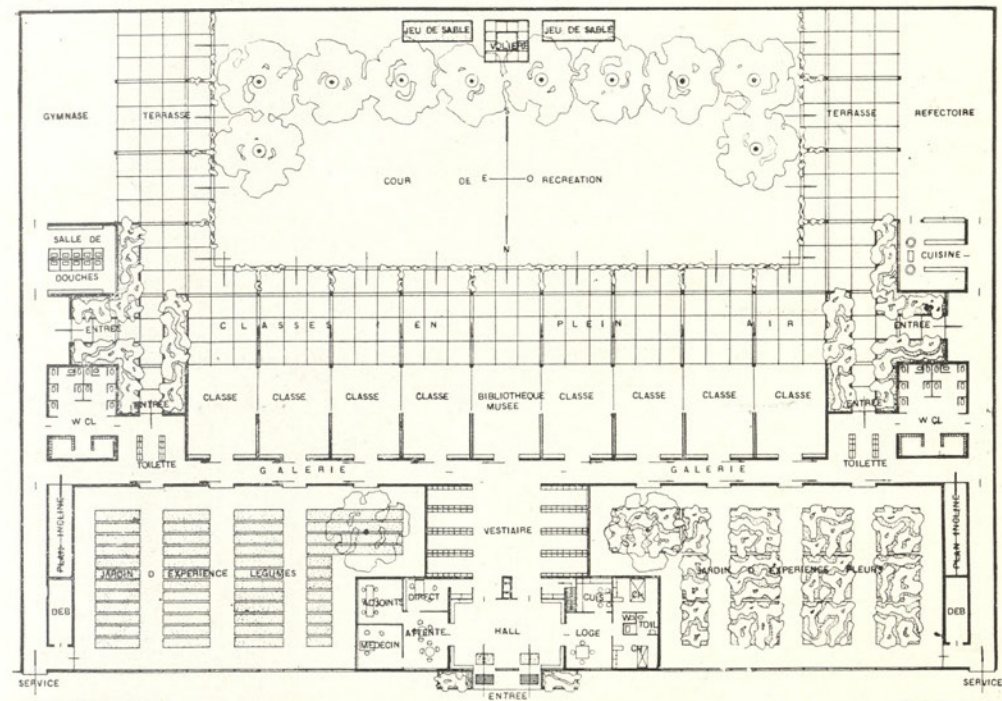 JEU DE SABLE JEU DE SABLE
VOLIERE
GYMNASE TERRASSE S TERRASSE REFECTOIRE
COUR DE E O RECREATION
N
SALLE DE
DOUCHES
CUISINE
ENTREE CLASSES EN PLEIN AIR ENTREE
ENTREE CLASSE CLASSE CLASSE CLASSE BIBLIOTHEQUE
MUSEE CLASSE CLASSE CLASSE CLASSE ENTREE
W CL W CL
TOILETTE TOILETTE
GALERIE GALERIE
PLAN INCLINE VESTIAIRE PLAN INCLINE
JARDIN D EXPERIENCE LEGUMES JARDIN D EXPERIENCE FLEURS
DEB ADJOINTS DIRECT CUIS CH DEB
MEDECIN ATTENTE HALL LOGE WC TOIL
CH
SERVICE ENTREE SERVICE